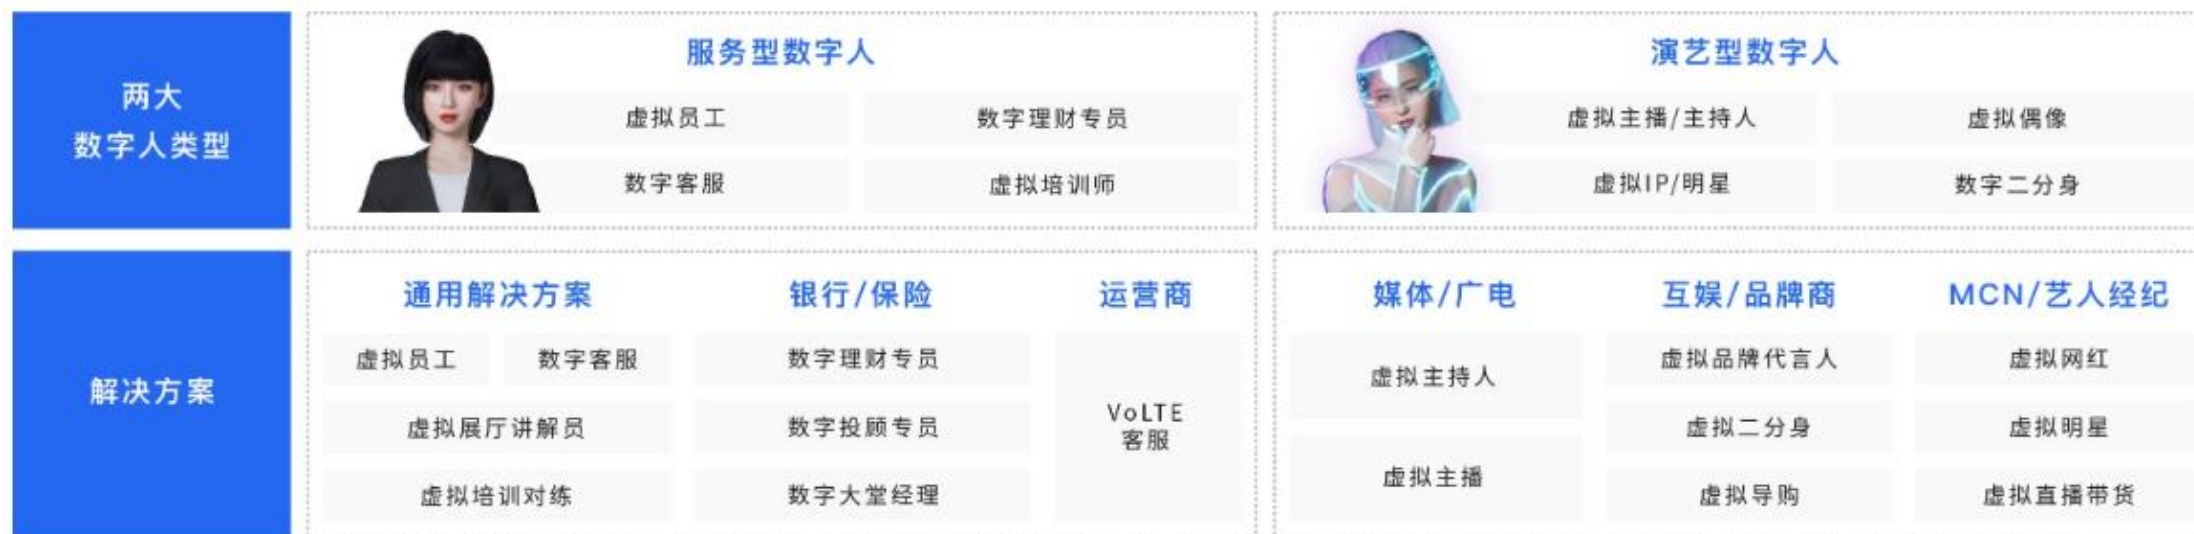 两大
数字人类型
服务型数字人
虚拟员工
数字理财专员
数字客服
虚拟培训师
演艺型数字人
虚拟主播/主持人
虚拟偶像
虚拟IP/明星
数字二分身
解决方案
通用解决方案
虚拟员工
数字客服
虚拟展厅讲解员
虚拟培训对练
银行/保险
数字理财专员
数字投顾专员
数字大堂经理
运营商
VoLTE
客服
媒体/广电
虚拟主持人
虚拟主播
互娱/品牌商
虚拟品牌代言人
虚拟二分身
虚拟导购
MCN/艺人经纪
虚拟网红
虚拟明星
虚拟直播带货